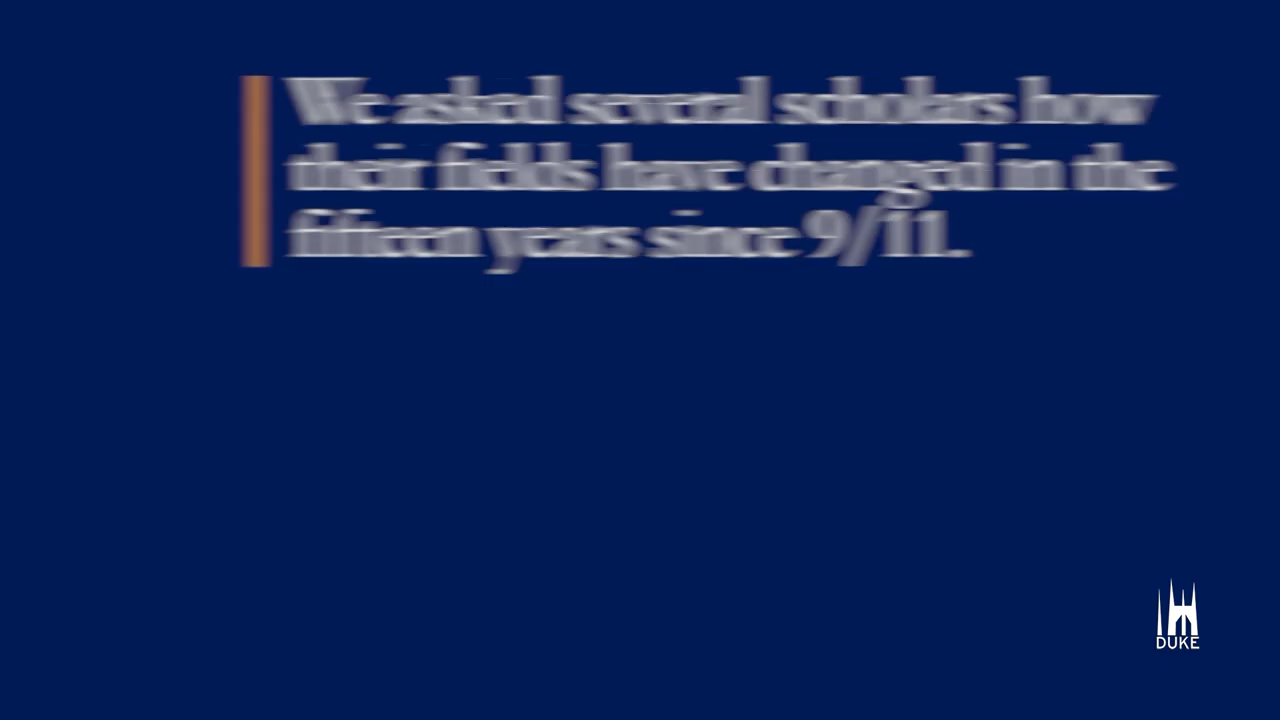 We asked several scholars how
their fields have changed in the
fifteen years since 9/11.
DUKE